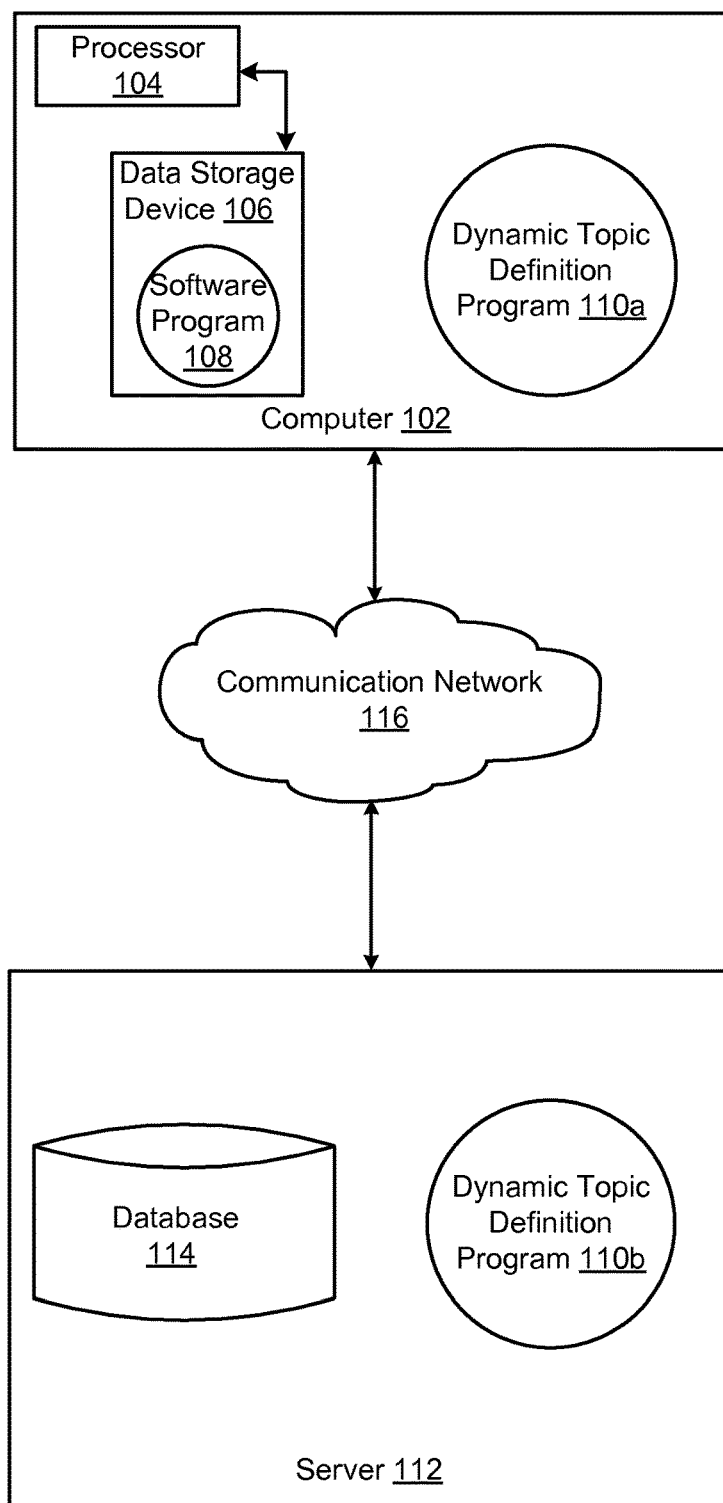 Processor
104
Data Storage
Device 106
Software
Program
108
Dynamic Topic
Definition
Program 110a
Computer 102
Communication Network
116
Database
114
Dynamic Topic
Definition
Program 110b
Server 112